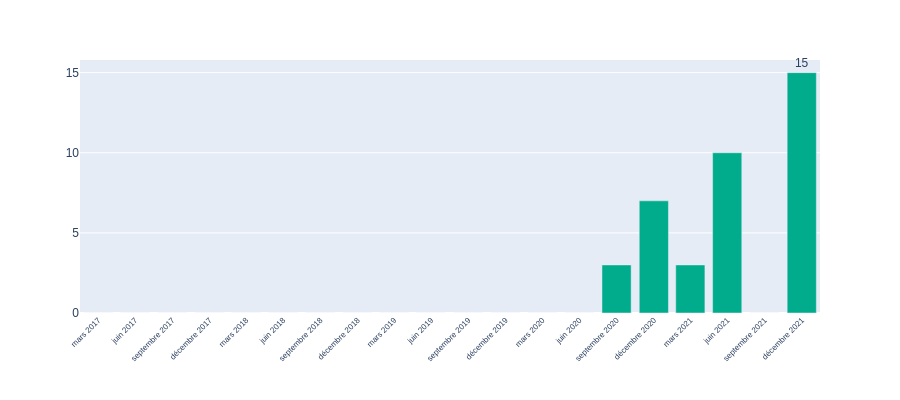 15
15
10
5
0
mars 2017
juin 2017
septembre 2017
décembre 2017
mars 2018
juin 2018
septembre 2018
décembre 2018
mars 2019
juin 2019
septembre 2019
décembre 2019
mars 2020
juin 2020
septembre 2020
décembre 2020
mars 2021
juin 2021
septembre 2021
décembre 2021